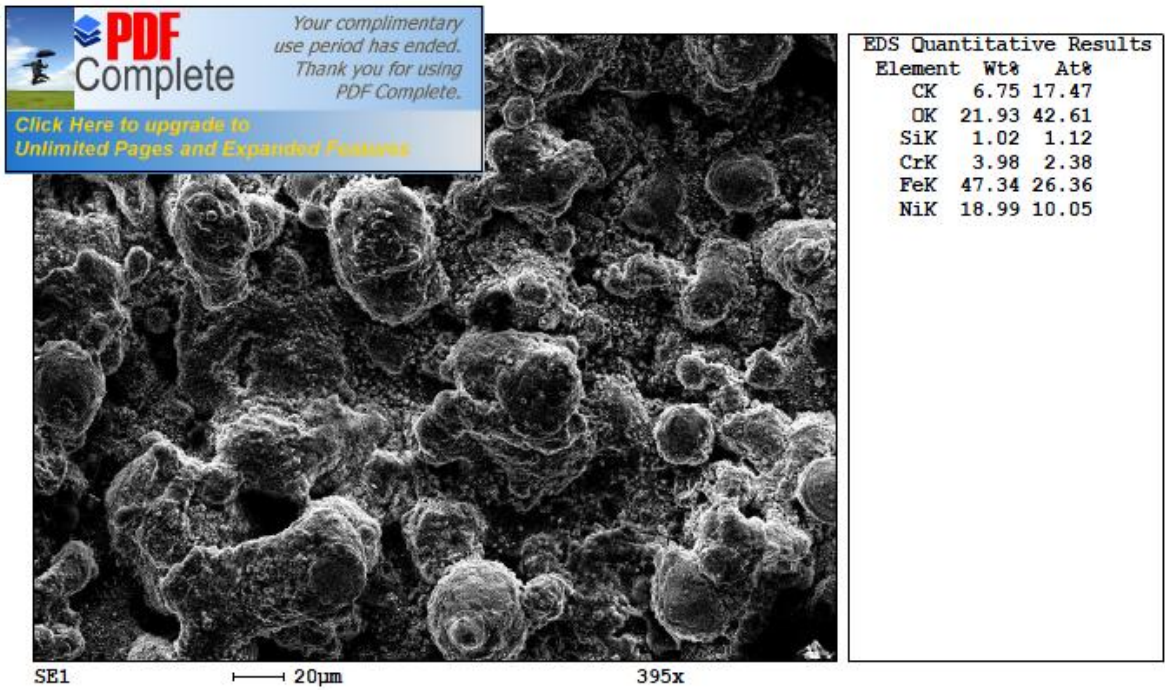 PDF
Complete
Your complimentary
use period has ended.
Thank you for using
PDF Complete.
Click Here to upgrade to
Unlimited Pages and Expanded Features
EDS Quantitative Results
Element Wt% At%
CK 6.75 17.47
OK 21.93 42.61
SiK 1.02 1.12
CrK 3.98 2.38
FeK 47.34 26.36
NiK 18.99 10.05
SE1 20µm 395x